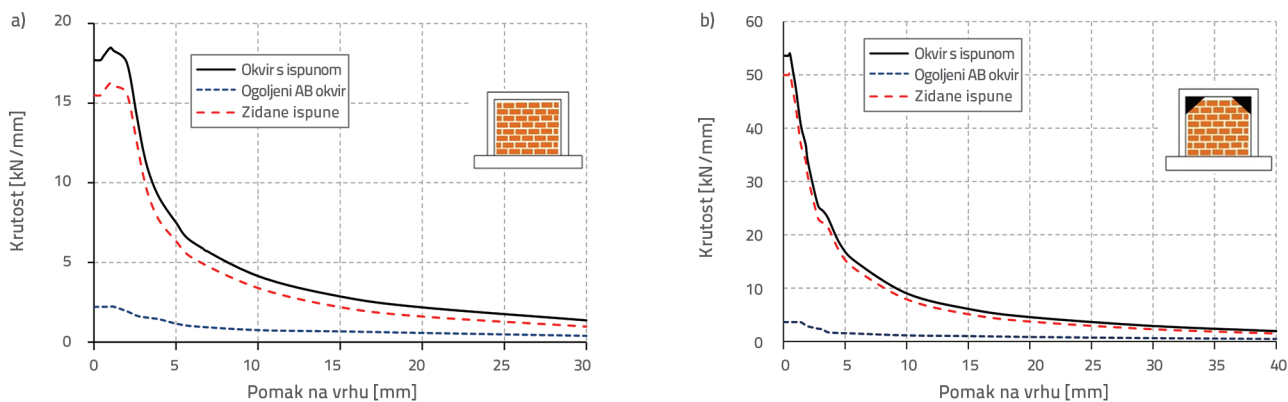 a)
20
15
10
5
0
Krutost [kN/mm]
Okvir s ispunom
Ogoljeni AB okvir
Zidane ispune
0 5 10 15 20 25 30
Pomak na vrhu [mm]
b)
60
50
40
30
20
10
0
Krutost [kN/mm]
Okvir s ispunom
Ogoljeni AB okvir
Zidane ispune
0 5 10 15 20 25 30 35 40
Pomak na vrhu [mm]